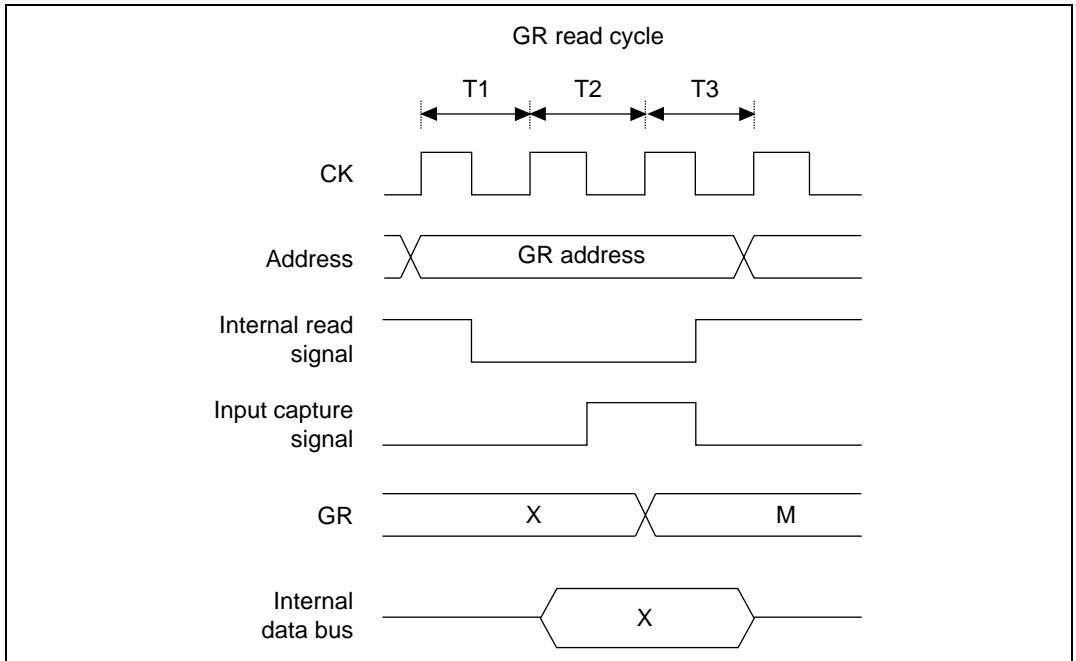 GR read cycle
T1 T2 T3
CK
Address GR address
Internal read
signal
Input capture
signal
GR X M
Internal
data bus X